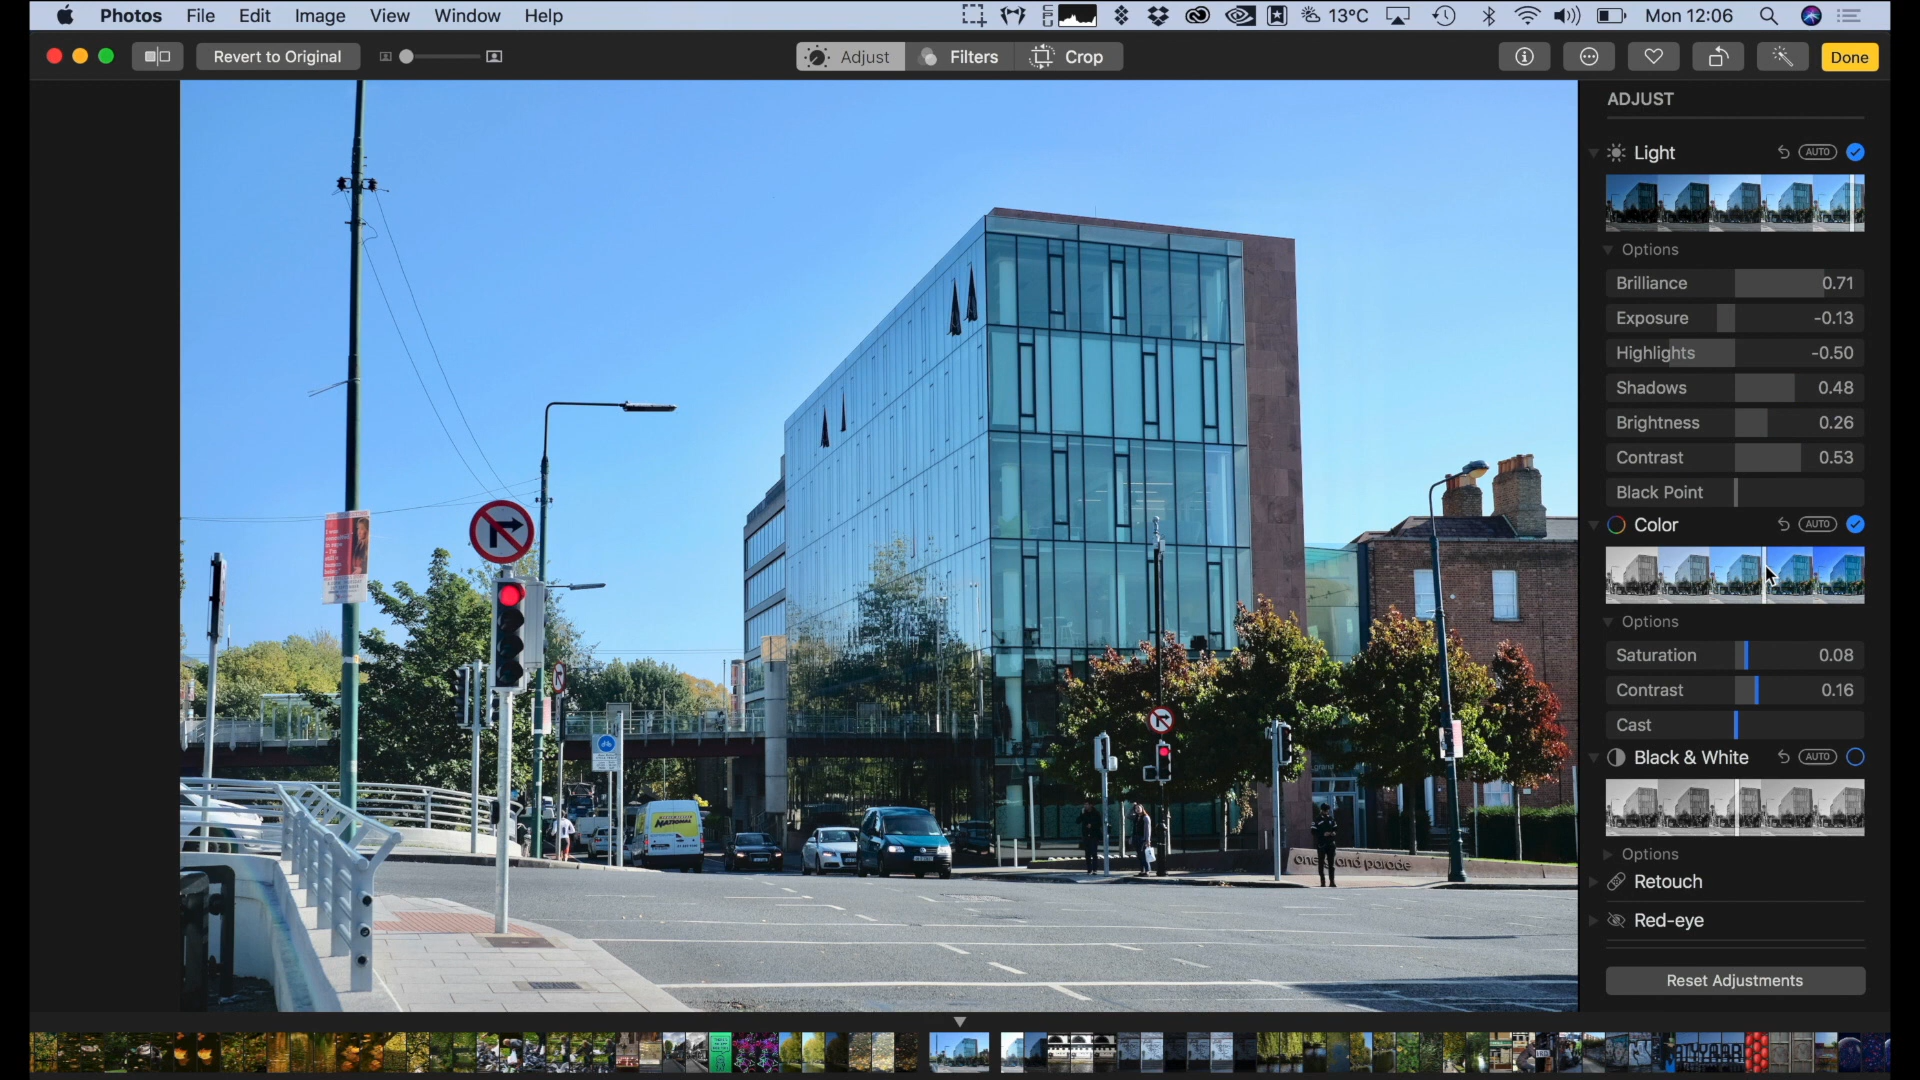 Photos File Edit Image View Window Help
13°C Mon 12:06
Revert to Original
Adjust Filters Crop
Done
ADJUST
Light AUTO
Options
Brilliance 0.71
Exposure -0.13
Highlights -0.50
Shadows 0.48
Brightness 0.26
Contrast 0.53
Black Point
Color AUTO
Options
Saturation 0.08
Contrast 0.16
Cast
Black & White AUTO
Options
Retouch
Red-eye
Reset Adjustments
NATIONAL
parade